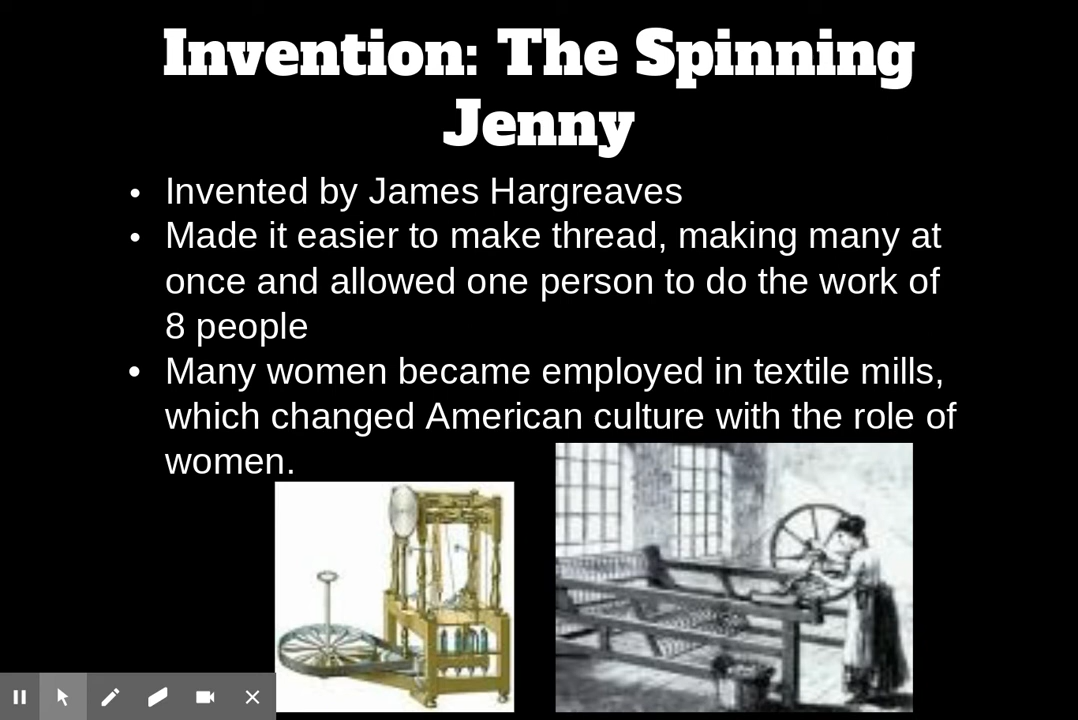 Invention: The Spinning
Jenny
• Invented by James Hargreaves
• Made it easier to make thread, making many at
once and allowed one person to do the work of
8 people
• Many women became employed in textile mills,
which changed American culture with the role of
women.